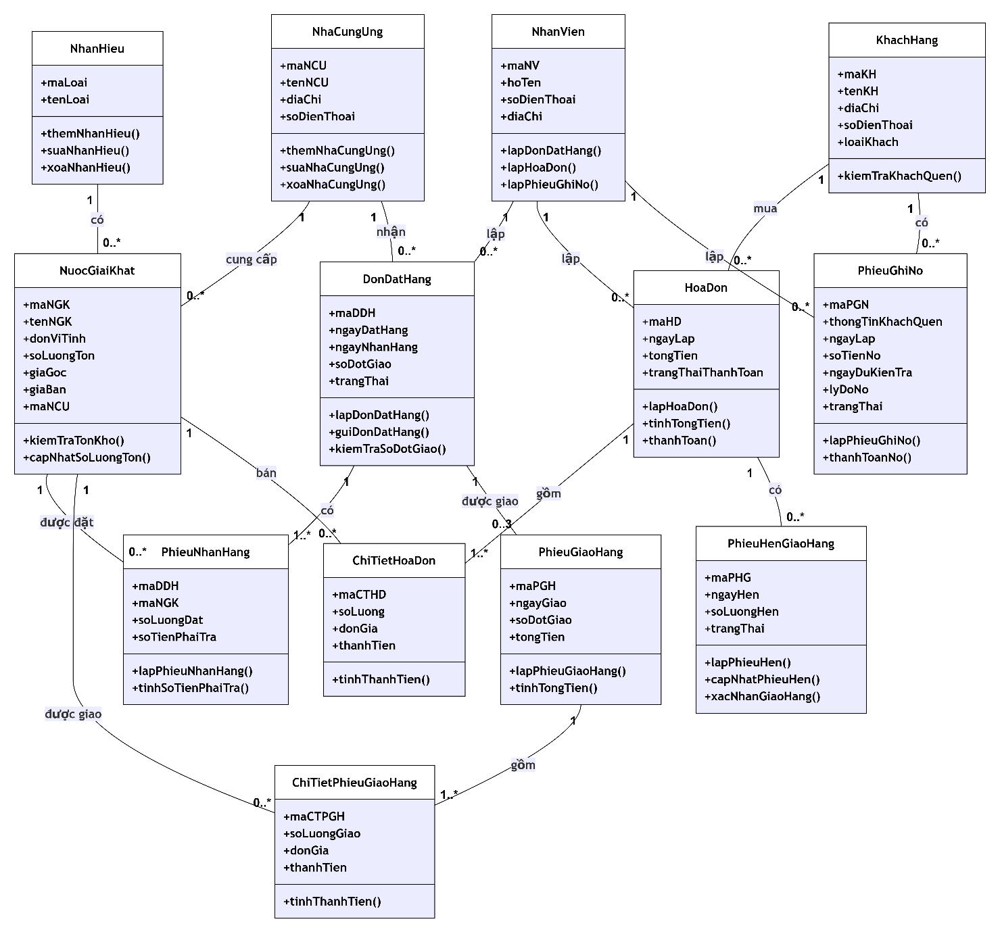 NhanHieu
+maLoai
+tenLoai
+themNhanHieu()
+suaNhanHieu()
+xoaNhanHieu()
NhaCungUng
+maNCU
+tenNCU
+diaChi
+soDienThoai
+themNhaCungUng()
+suaNhaCungUng()
+xoaNhaCungUng()
NhanVien
+maNV
+hoTen
+soDienThoai
+diaChi
+lapDonDatHang()
+lapHoaDon()
+lapPhieuGhiNo()
KhachHang
+maKH
+tenKH
+diaChi
+soDienThoai
+loaiKhach
+kiemTraKhachQuen()
1
có
0..*
1
cung cấp
0..*
1
nhận
0..*
1
lập
0..*
1
lập
0..*
1
lập
0..*
1
mua
0..*
1
có
0..*
NuocGiaiKhat
+maNGK
+tenNGK
+donViTinh
+soLuongTon
+giaGoc
+giaBan
+maNCU
+kiemTraTonKho()
+capNhatSoLuongTon()
DonDatHang
+maDDH
+ngayDatHang
+ngayNhanHang
+soDotGiao
+trangThai
+lapDonDatHang()
+guiDonDatHang()
+kiemTraSoDotGiao()
HoaDon
+maHD
+ngayLap
+tongTien
+trangThaiThanhToan
+lapHoaDon()
+tinhTongTien()
+thanhToan()
PhieuGhiNo
+maPGN
+thongTinKhachQuen
+ngayLap
+soTienNo
+ngayDuKienTra
+lyDoNo
+trangThai
+lapPhieuGhiNo()
+thanhToanNo()
1
được đặt
0..*
1
được giao
0..*
1
bán
0..*
1
có
1..*
1
được giao
0..3
1
gồm
1..*
1
có
0..*
PhieuNhanHang
+maDDH
+maNGK
+soLuongDat
+soTienPhaiTra
+lapPhieuNhanHang()
+tinhSoTienPhaiTra()
ChiTietHoaDon
+maCTHD
+soLuong
+donGia
+thanhTien
+tinhThanhTien()
PhieuGiaoHang
+maPGH
+ngayGiao
+soDotGiao
+tongTien
+lapPhieuGiaoHang()
+tinhTongTien()
PhieuHenGiaoHang
+maPHG
+ngayHen
+soLuongHen
+trangThai
+lapPhieuHen()
+capNhatPhieuHen()
+xacNhanGiaoHang()
1
gồm
1..*
ChiTietPhieuGiaoHang
+maCTPGH
+soLuongGiao
+donGia
+thanhTien
+tinhThanhTien()